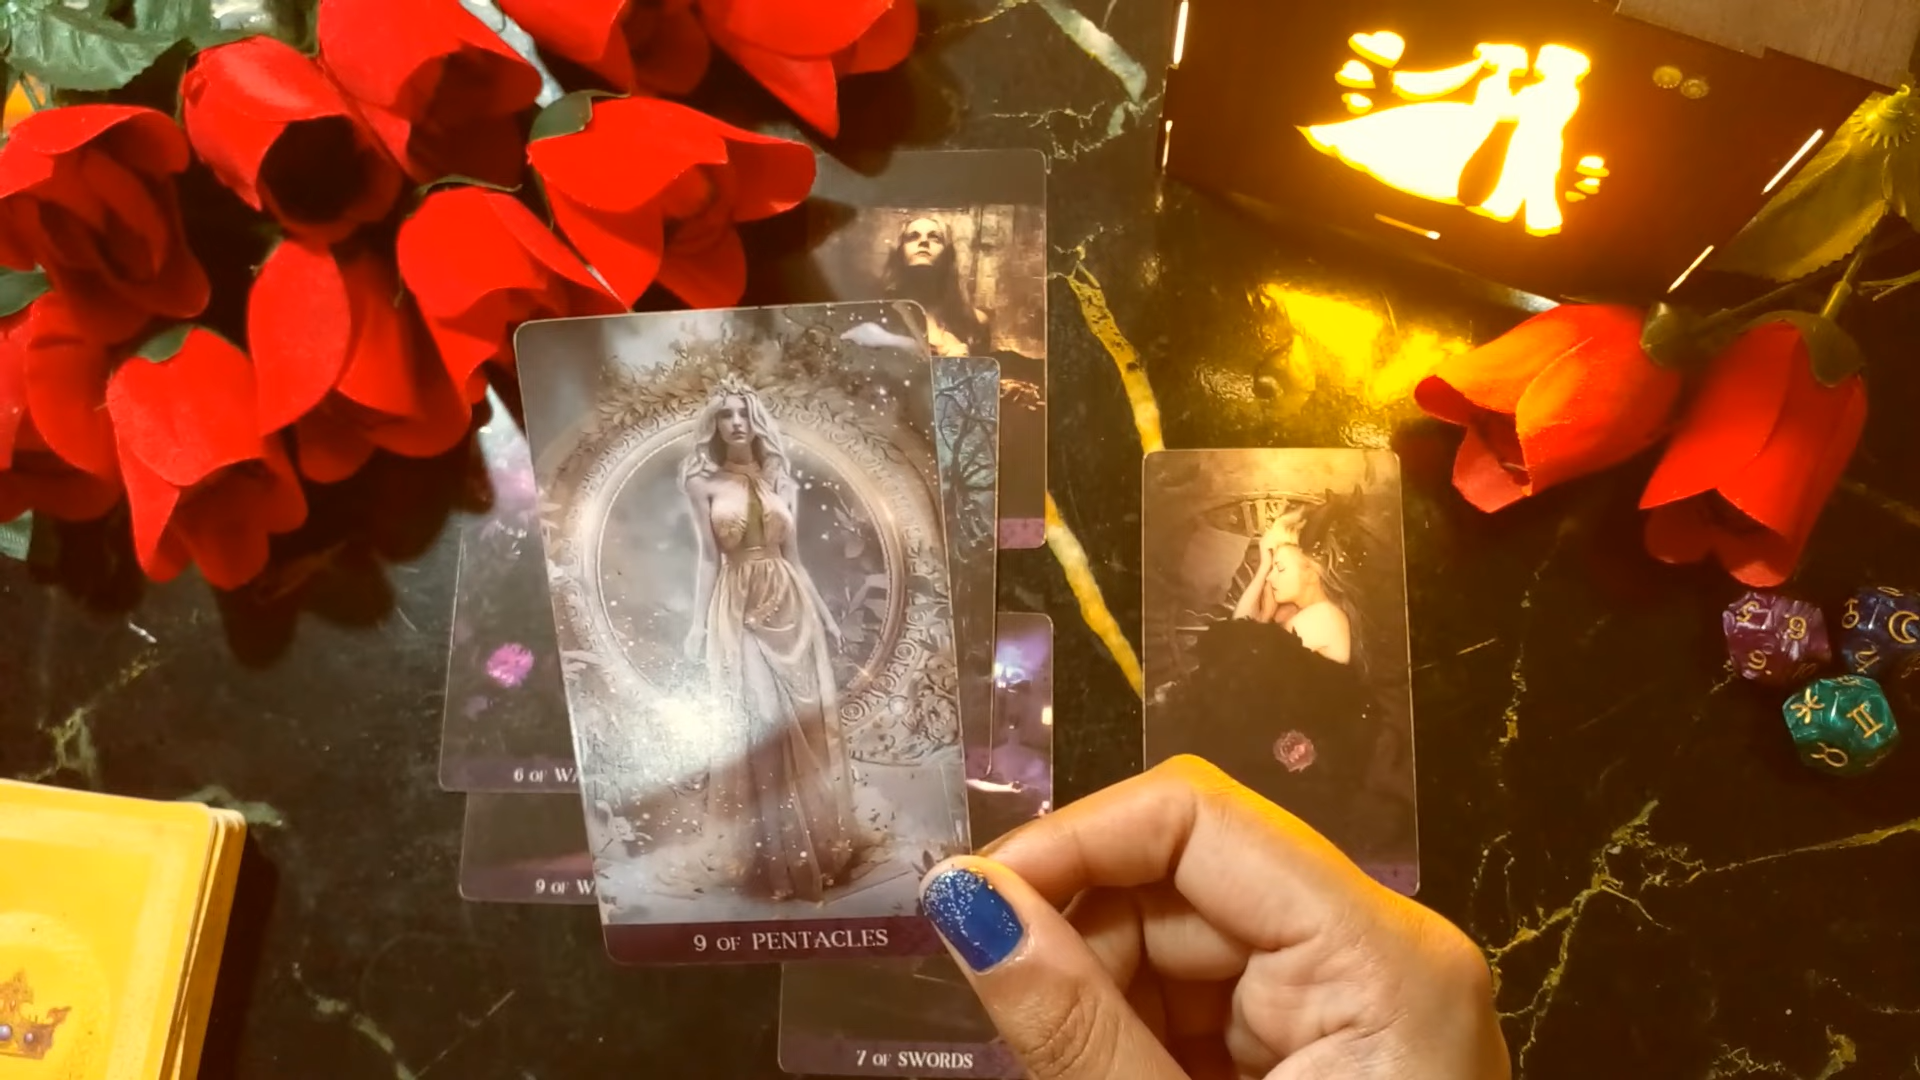 6 OF WA
9 OF W
9 OF PENTACLES
7 OF SWORDS